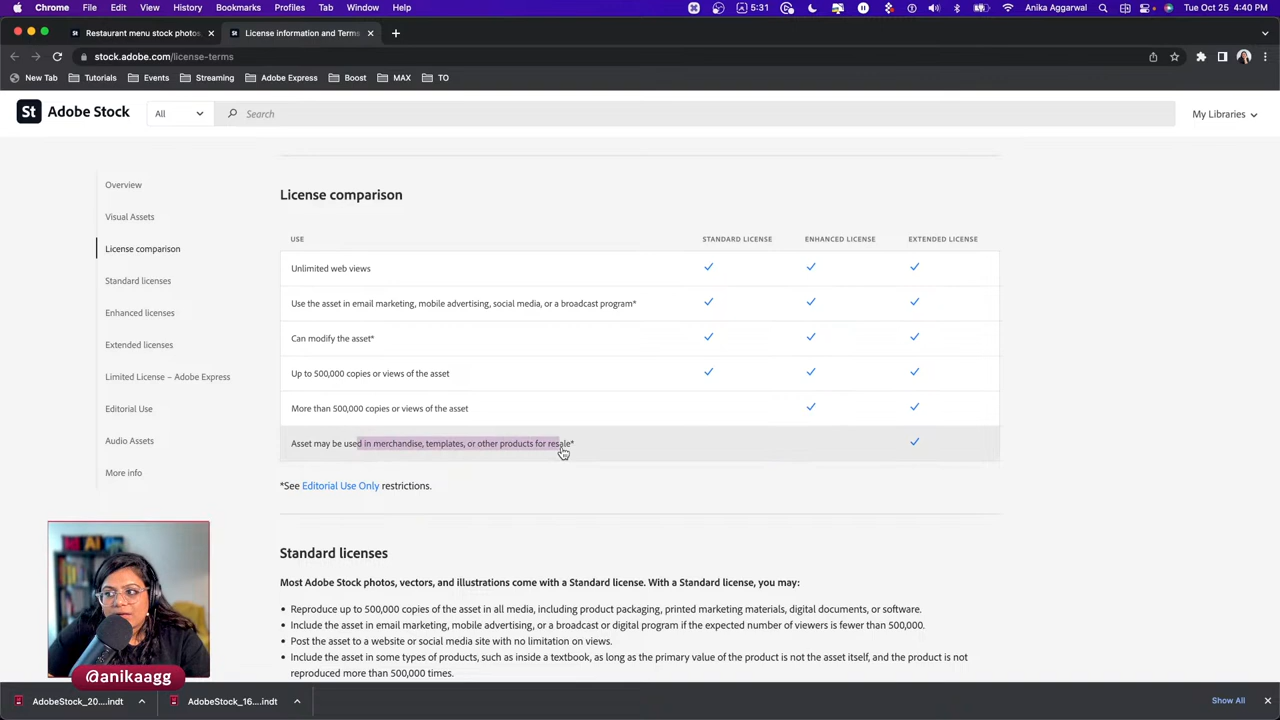 Chrome File Edit View History Bookmarks Profiles Tab Window Help 5:31 Anika Aggarwal Tue Oct 25 4:40 PM
Restaurant menu stock photos, License information and Terms
stock.adobe.com/license-terms
New Tab Tutorials Events Streaming Adobe Express Boost MAX TO
St Adobe Stock All Search My Libraries
Overview
Visual Assets
License comparison
Standard licenses
Enhanced licenses
Extended licenses
Limited License – Adobe Express
Editorial Use
Audio Assets
More info
License comparison
USE STANDARD LICENSE ENHANCED LICENSE EXTENDED LICENSE
Unlimited web views
Use the asset in email marketing, mobile advertising, social media, or a broadcast program*
Can modify the asset*
Up to 500,000 copies or views of the asset
More than 500,000 copies or views of the asset
Asset may be used in merchandise, templates, or other products for resale*
*See Editorial Use Only restrictions.
Standard licenses
Most Adobe Stock photos, vectors, and illustrations come with a Standard license. With a Standard license, you may:
• Reproduce up to 500,000 copies of the asset in all media, including product packaging, printed marketing materials, digital documents, or software.
• Include the asset in email marketing, mobile advertising, or a broadcast or digital program if the expected number of viewers is fewer than 500,000.
• Post the asset to a website or social media site with no limitation on views.
• Include the asset in some types of products, such as inside a textbook, as long as the primary value of the product is not the asset itself, and the product is not
reproduced more than 500,000 times.
@anikaagg
AdobeStock_20....indt AdobeStock_16....indt Show All